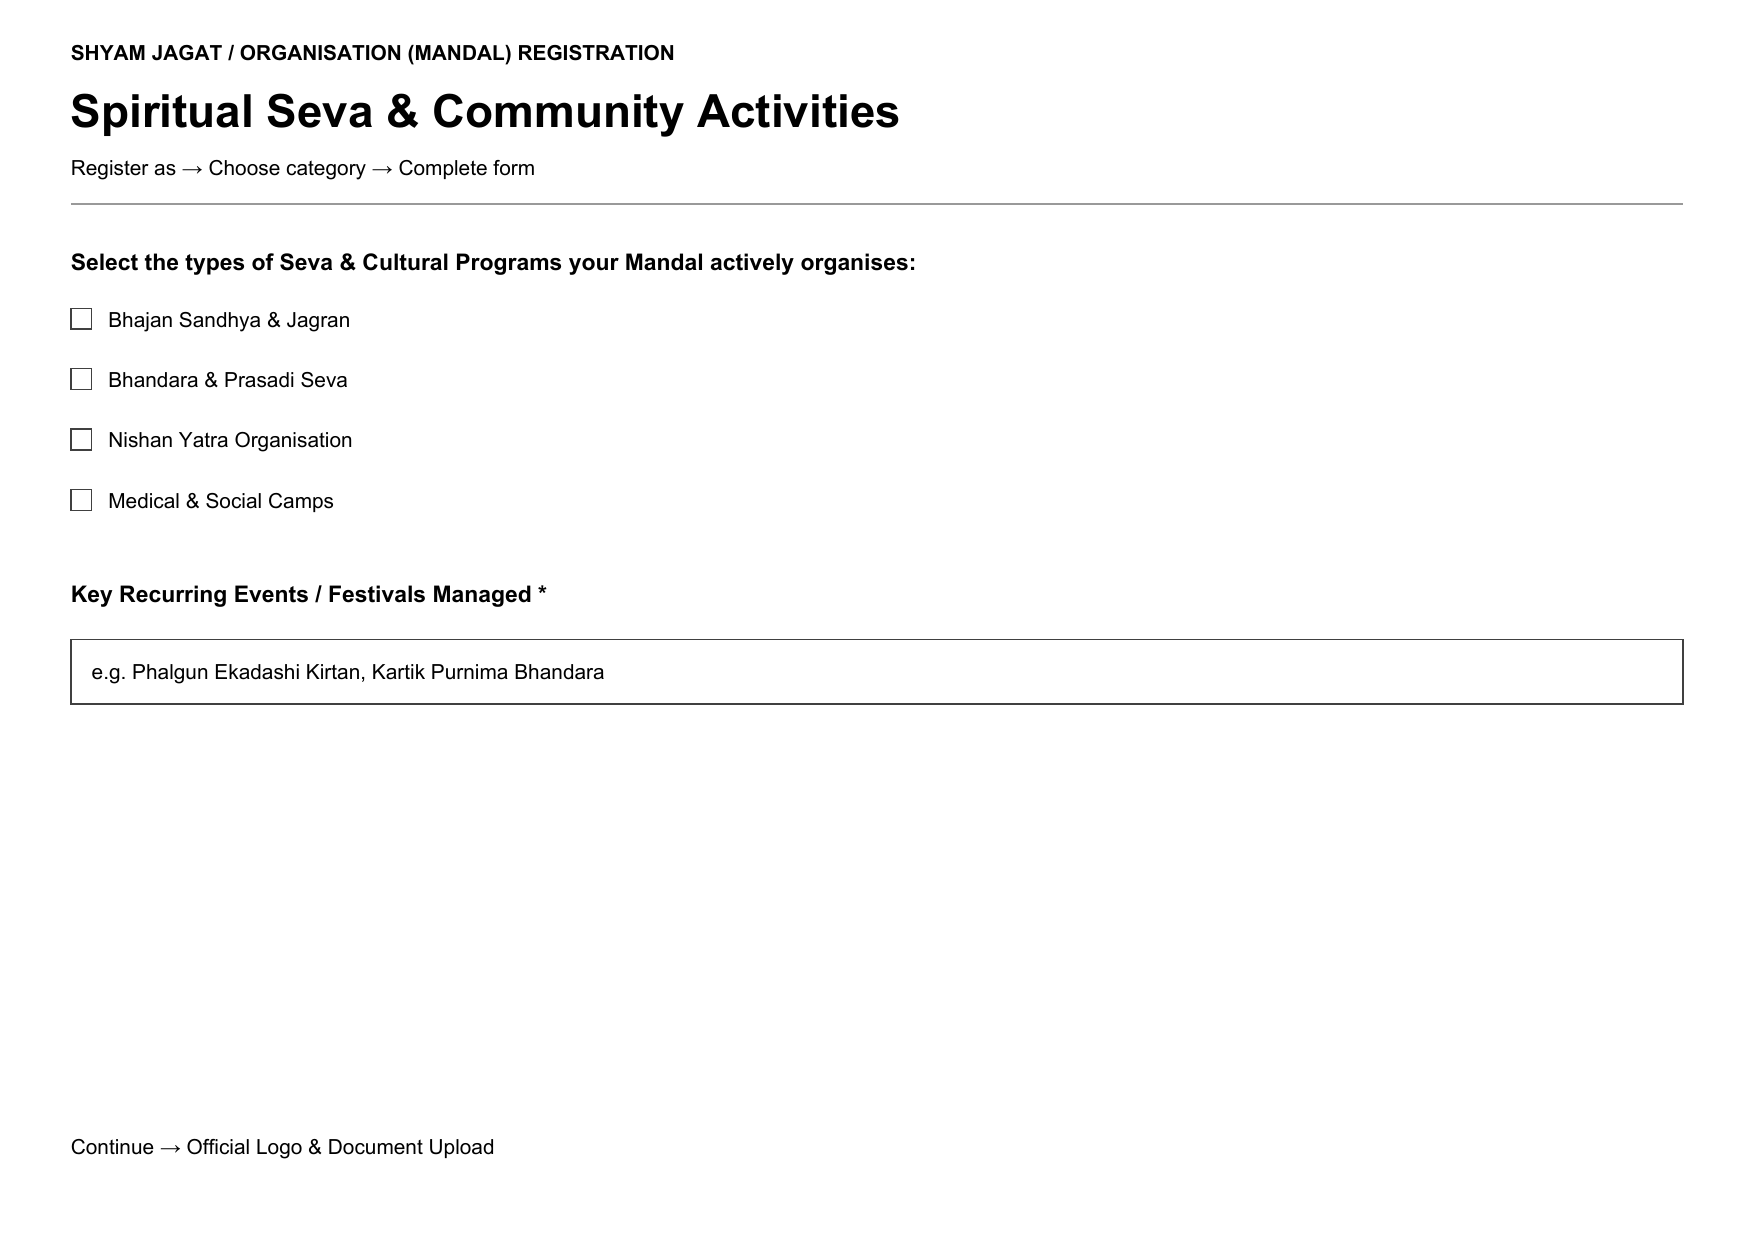 SHYAM JAGAT / ORGANISATION (MANDAL) REGISTRATION
Spiritual Seva & Community Activities
Register as → Choose category → Complete form
Select the types of Seva & Cultural Programs your Mandal actively organises:
Bhajan Sandhya & Jagran
Bhandara & Prasadi Seva
Nishan Yatra Organisation
Medical & Social Camps
Key Recurring Events / Festivals Managed *
e.g. Phalgun Ekadashi Kirtan, Kartik Purnima Bhandara
Continue → Official Logo & Document Upload